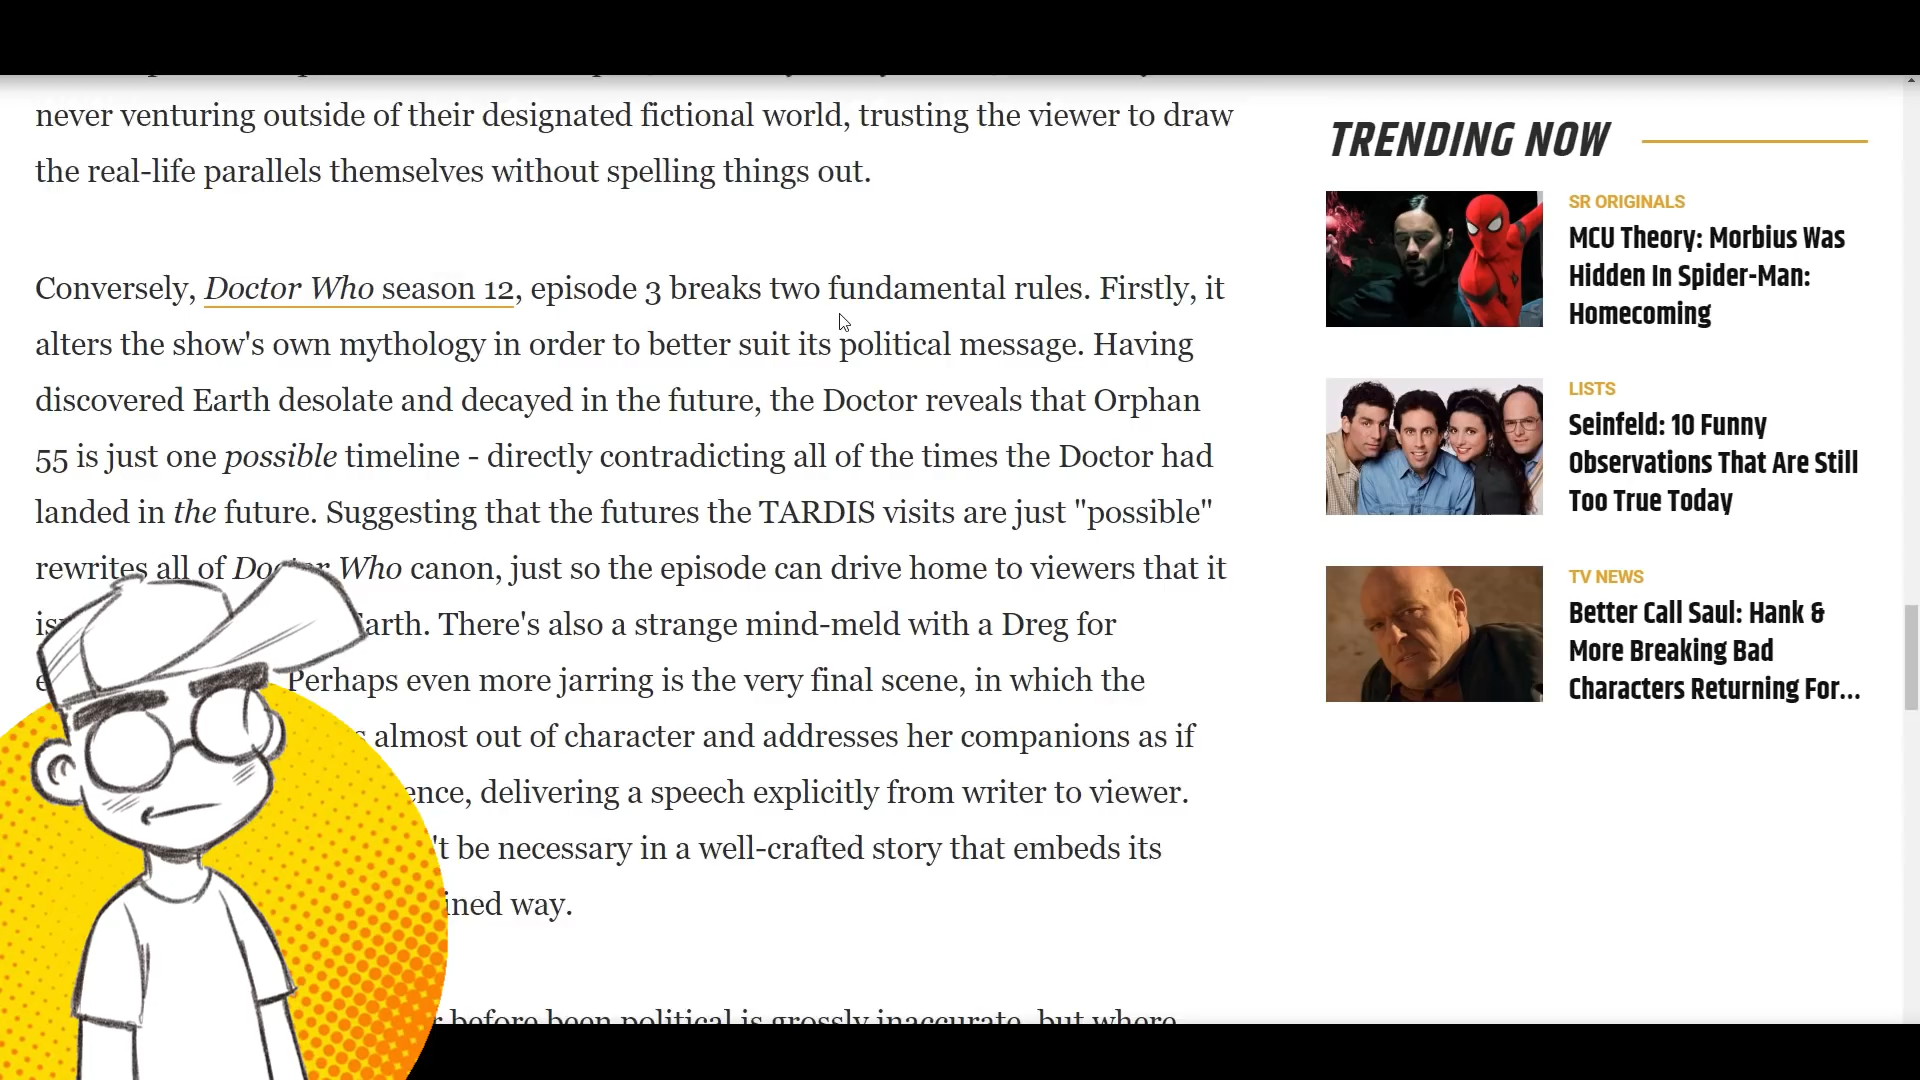 never venturing outside of their designated fictional world, trusting the viewer to draw
the real-life parallels themselves without spelling things out.
Conversely, Doctor Who season 12, episode 3 breaks two fundamental rules. Firstly, it
alters the show's own mythology in order to better suit its political message. Having
discovered Earth desolate and decayed in the future, the Doctor reveals that Orphan
55 is just one possible timeline - directly contradicting all of the times the Doctor had
landed in the future. Suggesting that the futures the TARDIS visits are just "possible"
rewrites all of Doctor Who canon, just so the episode can drive home to viewers that it
Earth. There's also a strange mind-meld with a Dreg for
Perhaps even more jarring is the very final scene, in which the
almost out of character and addresses her companions as if
delivering a speech explicitly from writer to viewer.
be necessary in a well-crafted story that embeds its
way.
before been political is grossly inaccurate, but where
TRENDING NOW
SR ORIGINALS
MCU Theory: Morbius Was
Hidden In Spider-Man:
Homecoming
LISTS
Seinfeld: 10 Funny
Observations That Are Still
Too True Today
TV NEWS
Better Call Saul: Hank &
More Breaking Bad
Characters Returning For...